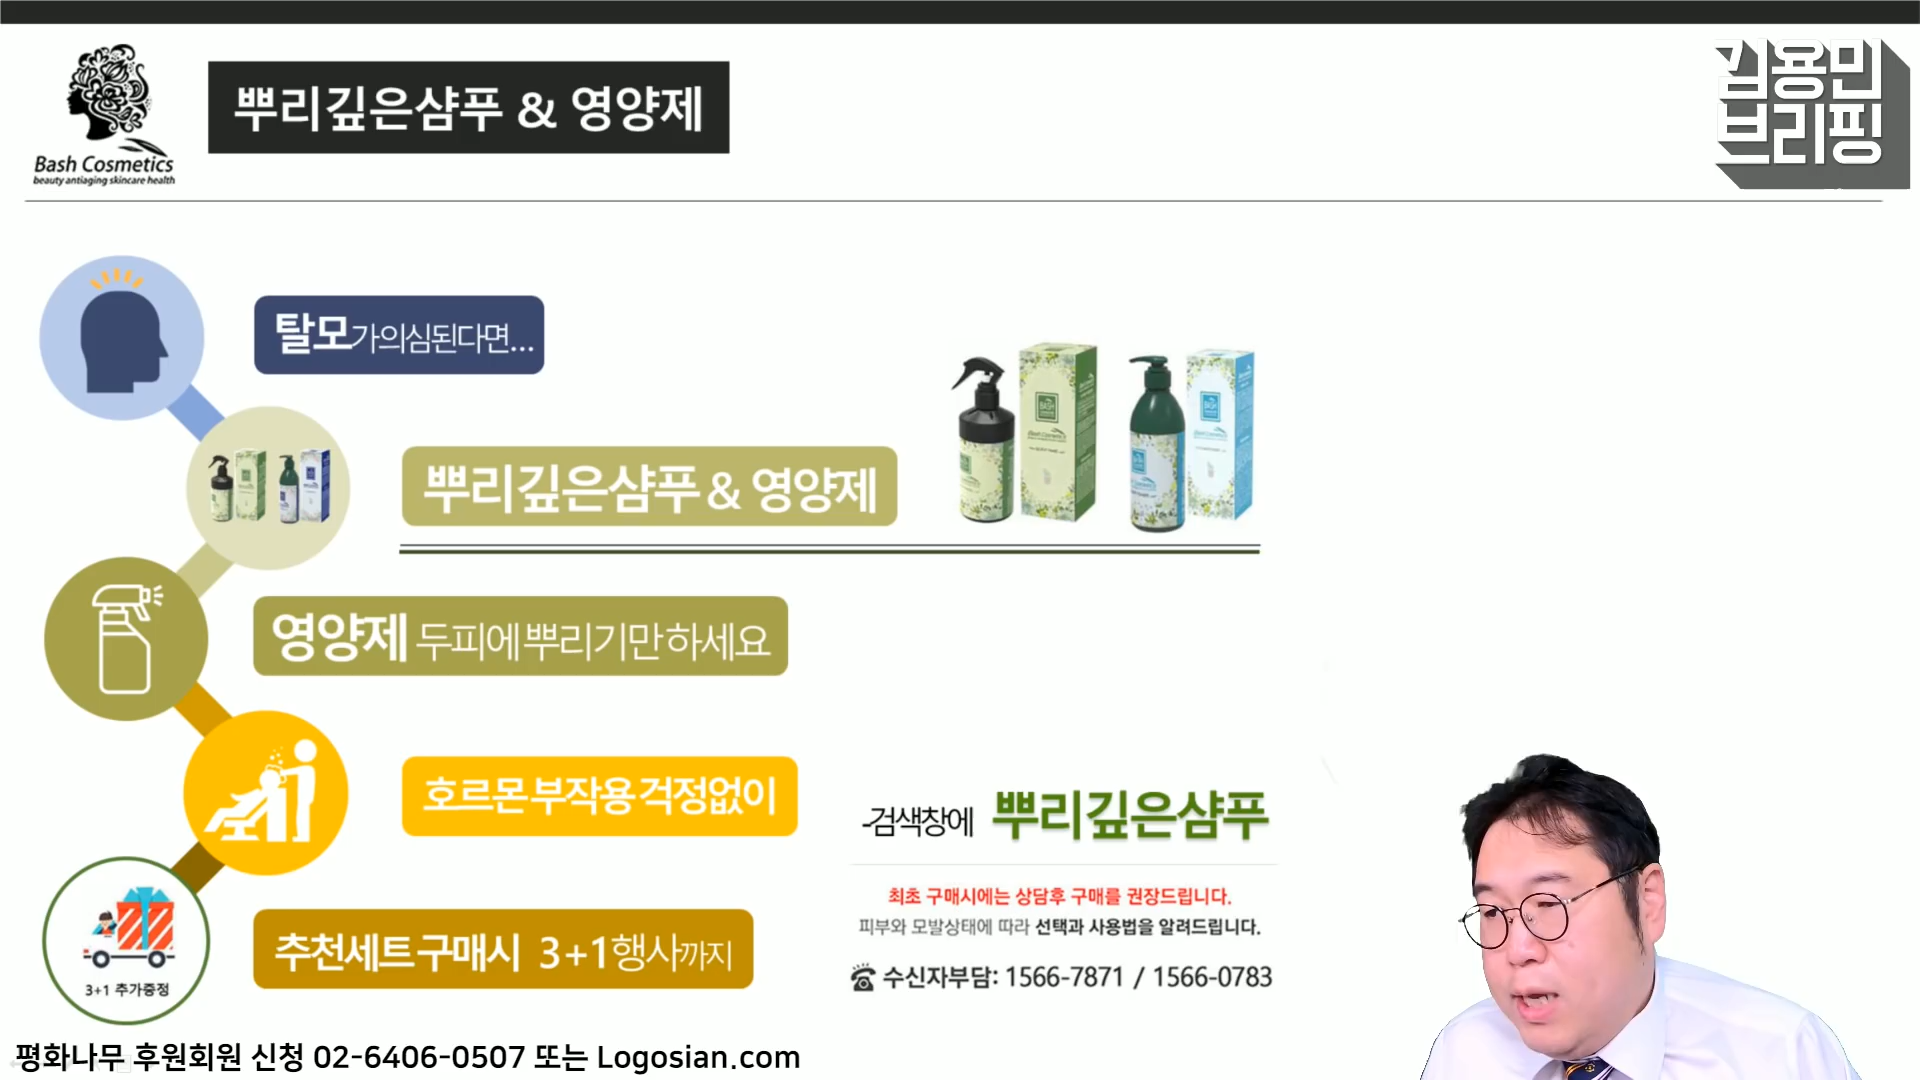 Bash Cosmetics
beauty antiaging skincare health
뿌리깊은샴푸 & 영양제
김용민
브리핑
탈모가의심된다면...
뿌리깊은샴푸 & 영양제
BASH
BASH
영양제 두피에 뿌리기만 하세요
호르몬 부작용 걱정없이
-검색창에 뿌리깊은샴푸
최초 구매시에는 상담후 구매를 권장드립니다.
피부와 모발상태에 따라 선택과 사용법을 알려드립니다.
추천세트 구매시 3+1행사까지
3+1 추가증정
수신자부담: 1566-7871 / 1566-0783
평화나무 후원회원 신청 02-6406-0507 또는 Logosian.com